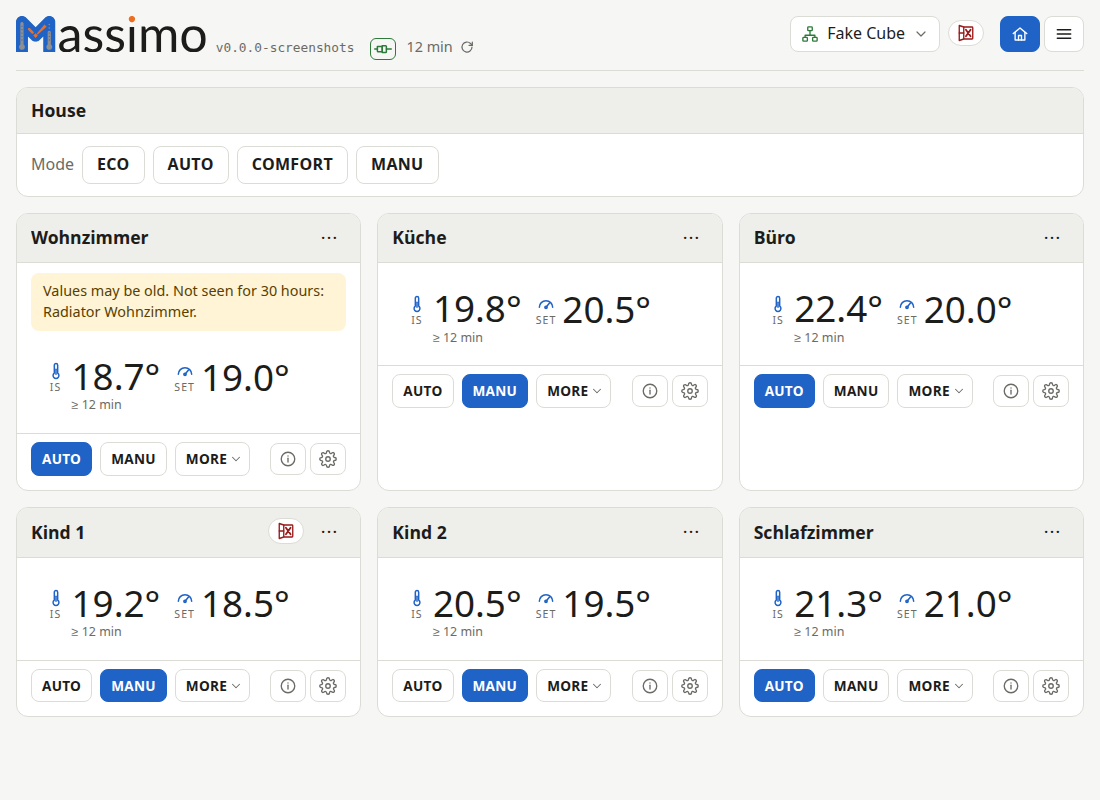 Massimo v0.0.0-screenshots 12 min Fake Cube
House
Mode ECO AUTO COMFORT MANU
Wohnzimmer ...
Values may be old. Not seen for 30 hours:
Radiator Wohnzimmer.
IS 18.7° SET 19.0°
≥ 12 min
AUTO MANU MORE
Küche ...
IS 19.8° SET 20.5°
≥ 12 min
AUTO MANU MORE
Büro ...
IS 22.4° SET 20.0°
≥ 12 min
AUTO MANU MORE
Kind 1 ...
IS 19.2° SET 18.5°
≥ 12 min
AUTO MANU MORE
Kind 2 ...
IS 20.5° SET 19.5°
≥ 12 min
AUTO MANU MORE
Schlafzimmer ...
IS 21.3° SET 21.0°
≥ 12 min
AUTO MANU MORE